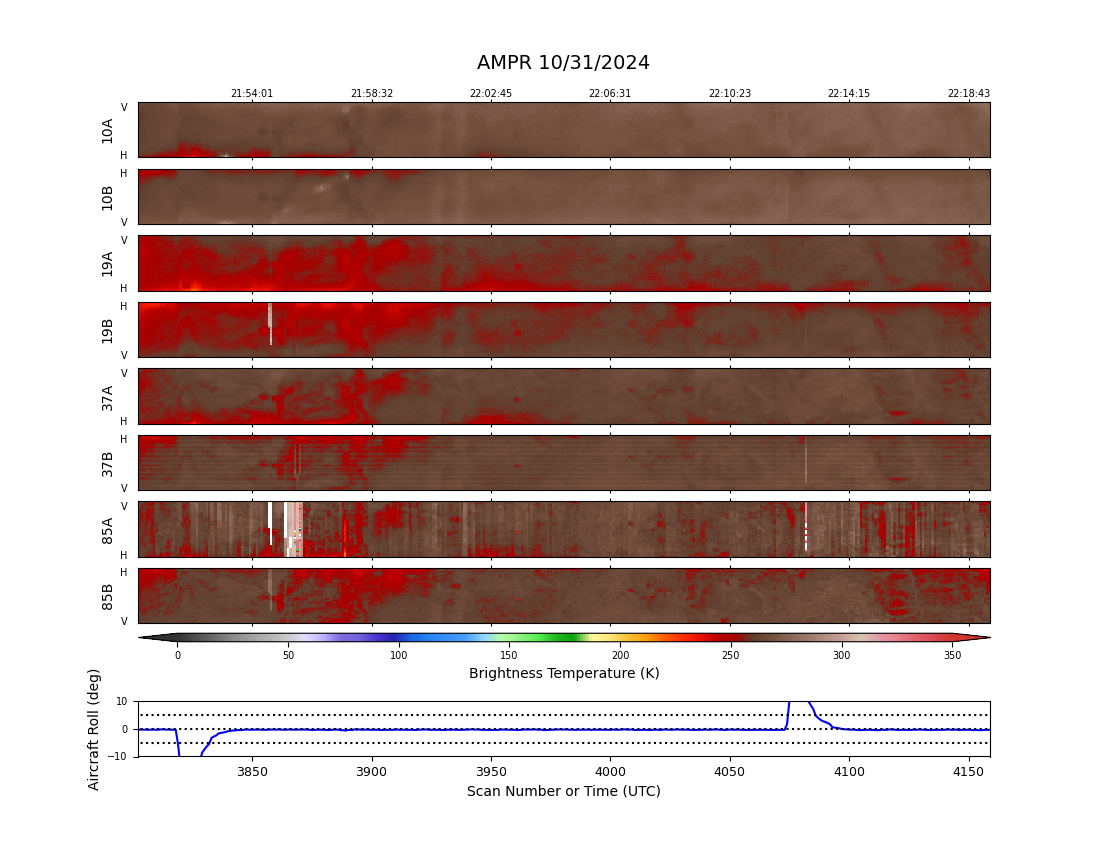 AMPR 10/31/2024
21:54:01 21:58:32 22:02:45 22:06:31 22:10:23 22:14:15 22:18:43
V
10A
H
H
10B
V
V
19A
H
H
19B
V
V
37A
H
H
37B
V
V
85A
H
H
85B
V
0 50 100 150 200 250 300 350
Brightness Temperature (K)
Aircraft Roll (deg)
10
0
−10
3850 3900 3950 4000 4050 4100 4150
Scan Number or Time (UTC)